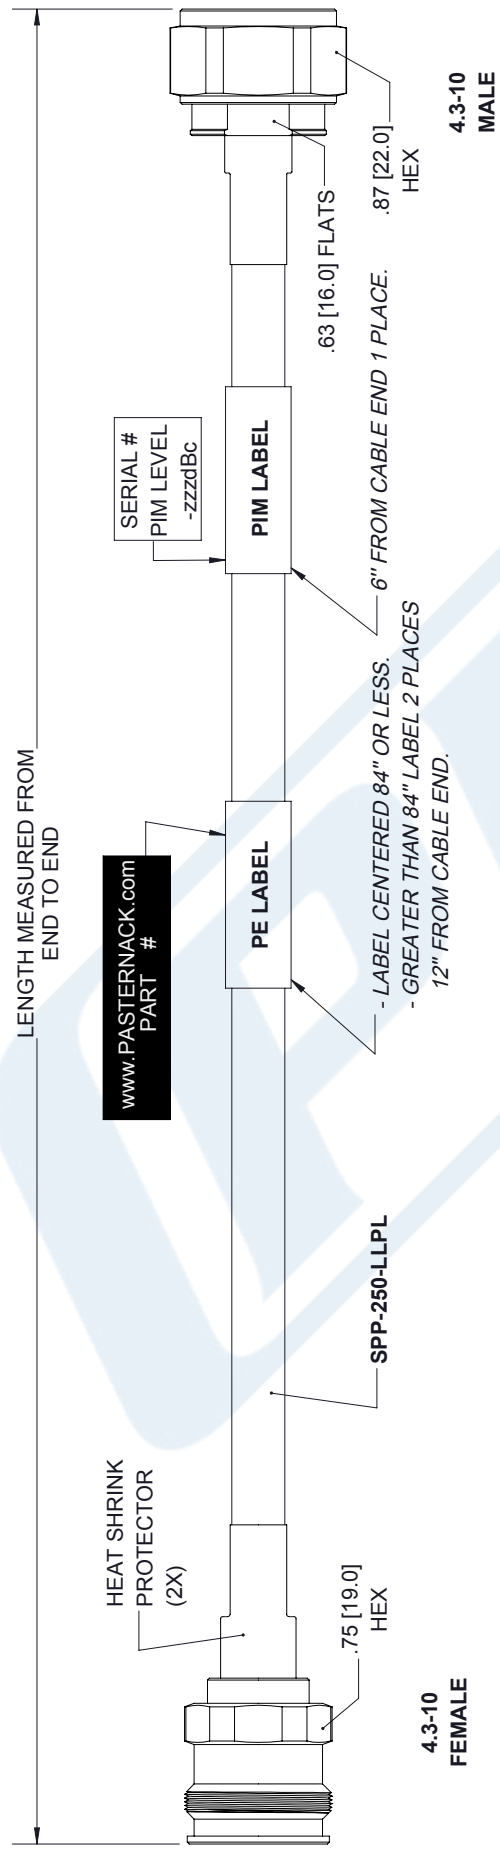 LENGTH MEASURED FROM
END TO END
HEAT SHRINK
PROTECTOR
(2X)
www.PASTERNACK.com
PART #
SERIAL #
PIM LEVEL
-zzzdBc
PE LABEL
PIM LABEL
.75 [19.0]
HEX
SPP-250-LLPL
- LABEL CENTERED 84" OR LESS.
- GREATER THAN 84" LABEL 2 PLACES
12" FROM CABLE END.
6" FROM CABLE END 1 PLACE.
.63 [16.0] FLATS
.87 [22.0]
HEX
4.3-10
FEMALE
4.3-10
MALE